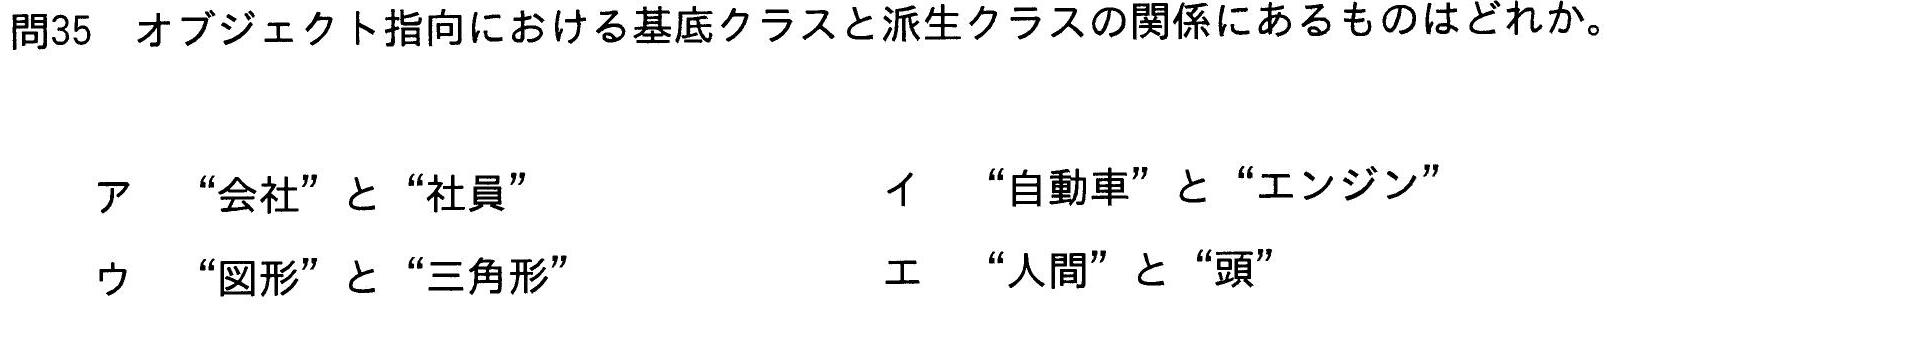 問35　オブジェクト指向における基底クラスと派生クラスの関係にあるものはどれか。
ア　“会社” と “社員”　イ　“自動車” と “エンジン”
ウ　“図形” と “三角形”　エ　“人間” と “頭”